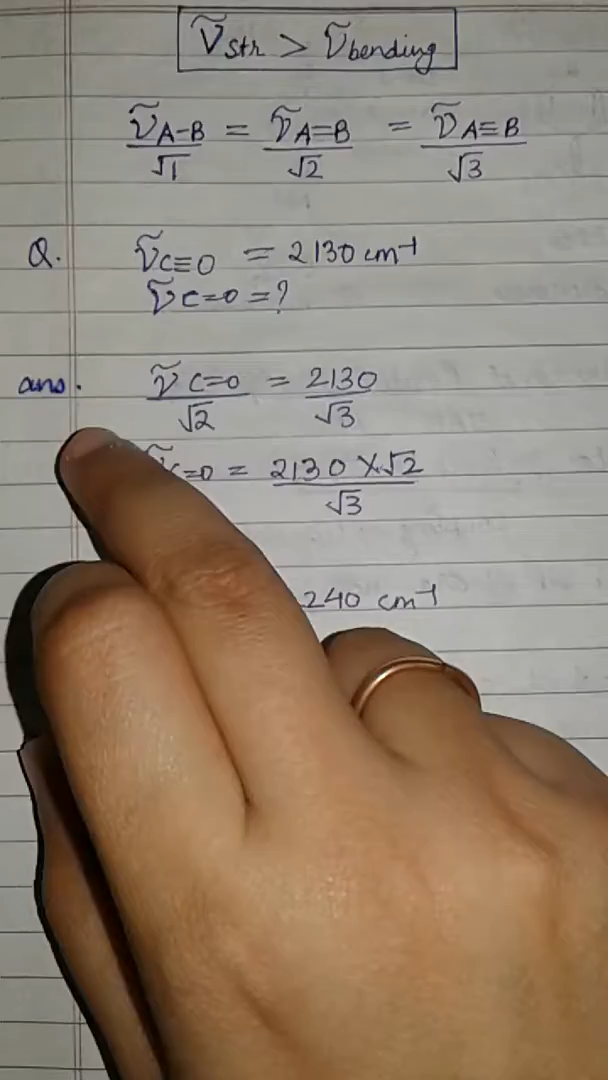 ν̃str > ν̃bending
ν̃A-B/√1 = ν̃A=B/√2 = ν̃A≡B/√3
Q. ν̃C≡O = 2130 cm⁻¹
ν̃C=O = ?
ans. ν̃C=O/√2 = 2130/√3
ν̃C=O = 2130 × √2/√3
240 cm⁻¹